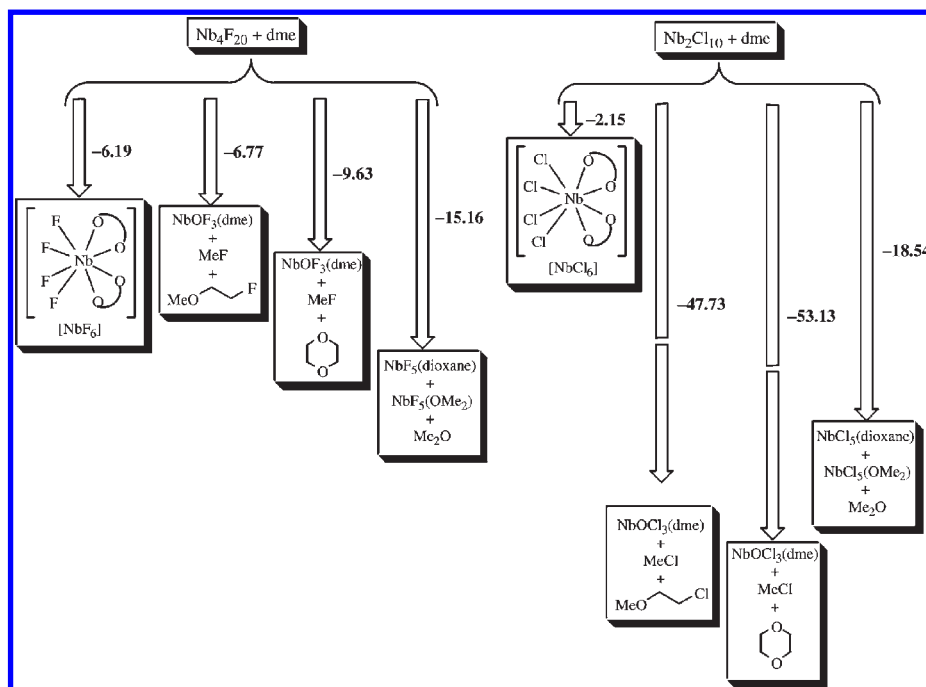 Nb₄F₂₀ + dme
−6.19
−6.77
−9.63
−15.16
F
F
F
F
Nb
O
O
O
O
[NbF₆]
NbOF₃(dme)
+
MeF
+
MeO
F
NbOF₃(dme)
+
MeF
+
O
O
NbF₅(dioxane)
+
NbF₅(OMe₂)
+
Me₂O
Nb₂Cl₁₀ + dme
−2.15
−47.73
−53.13
−18.54
Cl
Cl
Cl
Cl
Nb
O
O
O
O
[NbCl₆]
NbOCl₃(dme)
+
MeCl
+
MeO
Cl
NbOCl₃(dme)
+
MeCl
+
O
O
NbCl₅(dioxane)
+
NbCl₅(OMe₂)
+
Me₂O